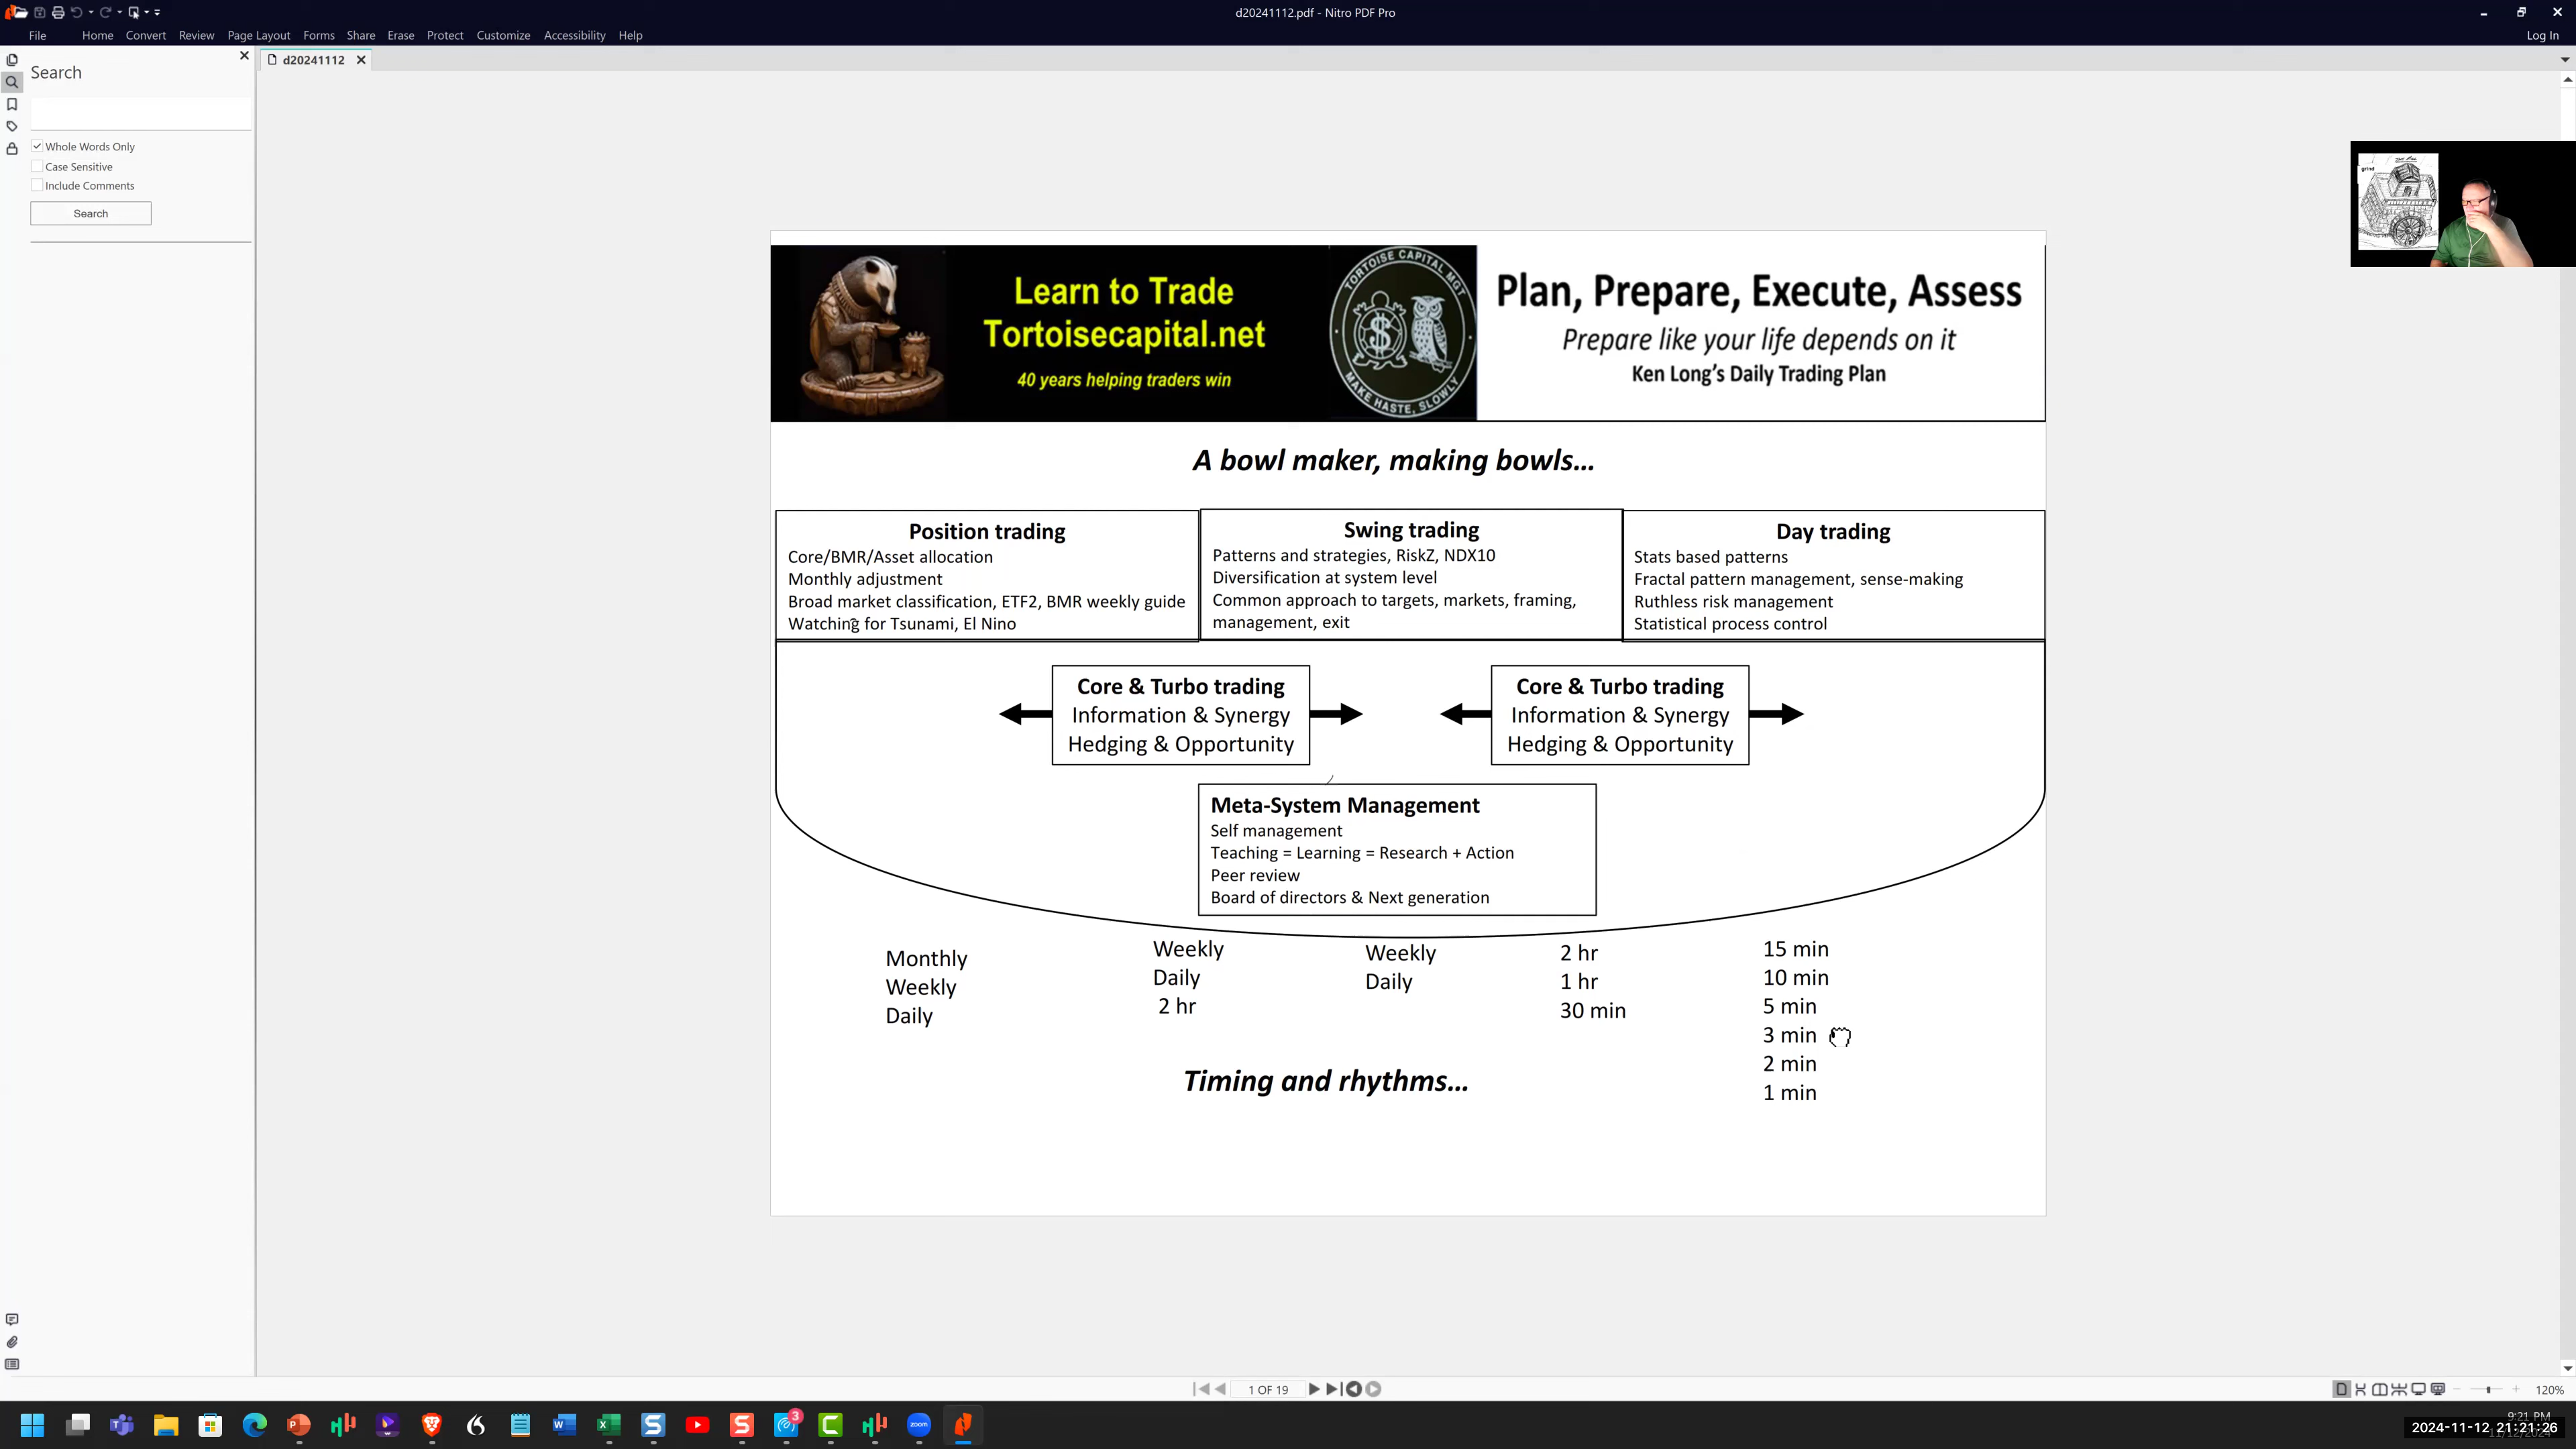 d20241112.pdf - Nitro PDF Pro
File Home Convert Review Page Layout Forms Share Erase Protect Customize Accessibility Help
Log In
Search
d20241112
Whole Words Only
Case Sensitive
Include Comments
Search
grind
Learn to Trade
Tortoisecapital.net
40 years helping traders win
TORTOISE CAPITAL MGT
$
MAKE HASTE, SLOWLY
Plan, Prepare, Execute, Assess
Prepare like your life depends on it
Ken Long's Daily Trading Plan
A bowl maker, making bowls...
Position trading
Core/BMR/Asset allocation
Monthly adjustment
Broad market classification, ETF2, BMR weekly guide
Watching for Tsunami, El Nino
Swing trading
Patterns and strategies, RiskZ, NDX10
Diversification at system level
Common approach to targets, markets, framing,
management, exit
Day trading
Stats based patterns
Fractal pattern management, sense-making
Ruthless risk management
Statistical process control
Core & Turbo trading
Information & Synergy
Hedging & Opportunity
Core & Turbo trading
Information & Synergy
Hedging & Opportunity
Meta-System Management
Self management
Teaching = Learning = Research + Action
Peer review
Board of directors & Next generation
Monthly
Weekly
Daily
Weekly
Daily
2 hr
Weekly
Daily
2 hr
1 hr
30 min
15 min
10 min
5 min
3 min
2 min
1 min
Timing and rhythms...
1 OF 19
120%
3
zoom
9:21 PM
2024-11-12 21:21:26